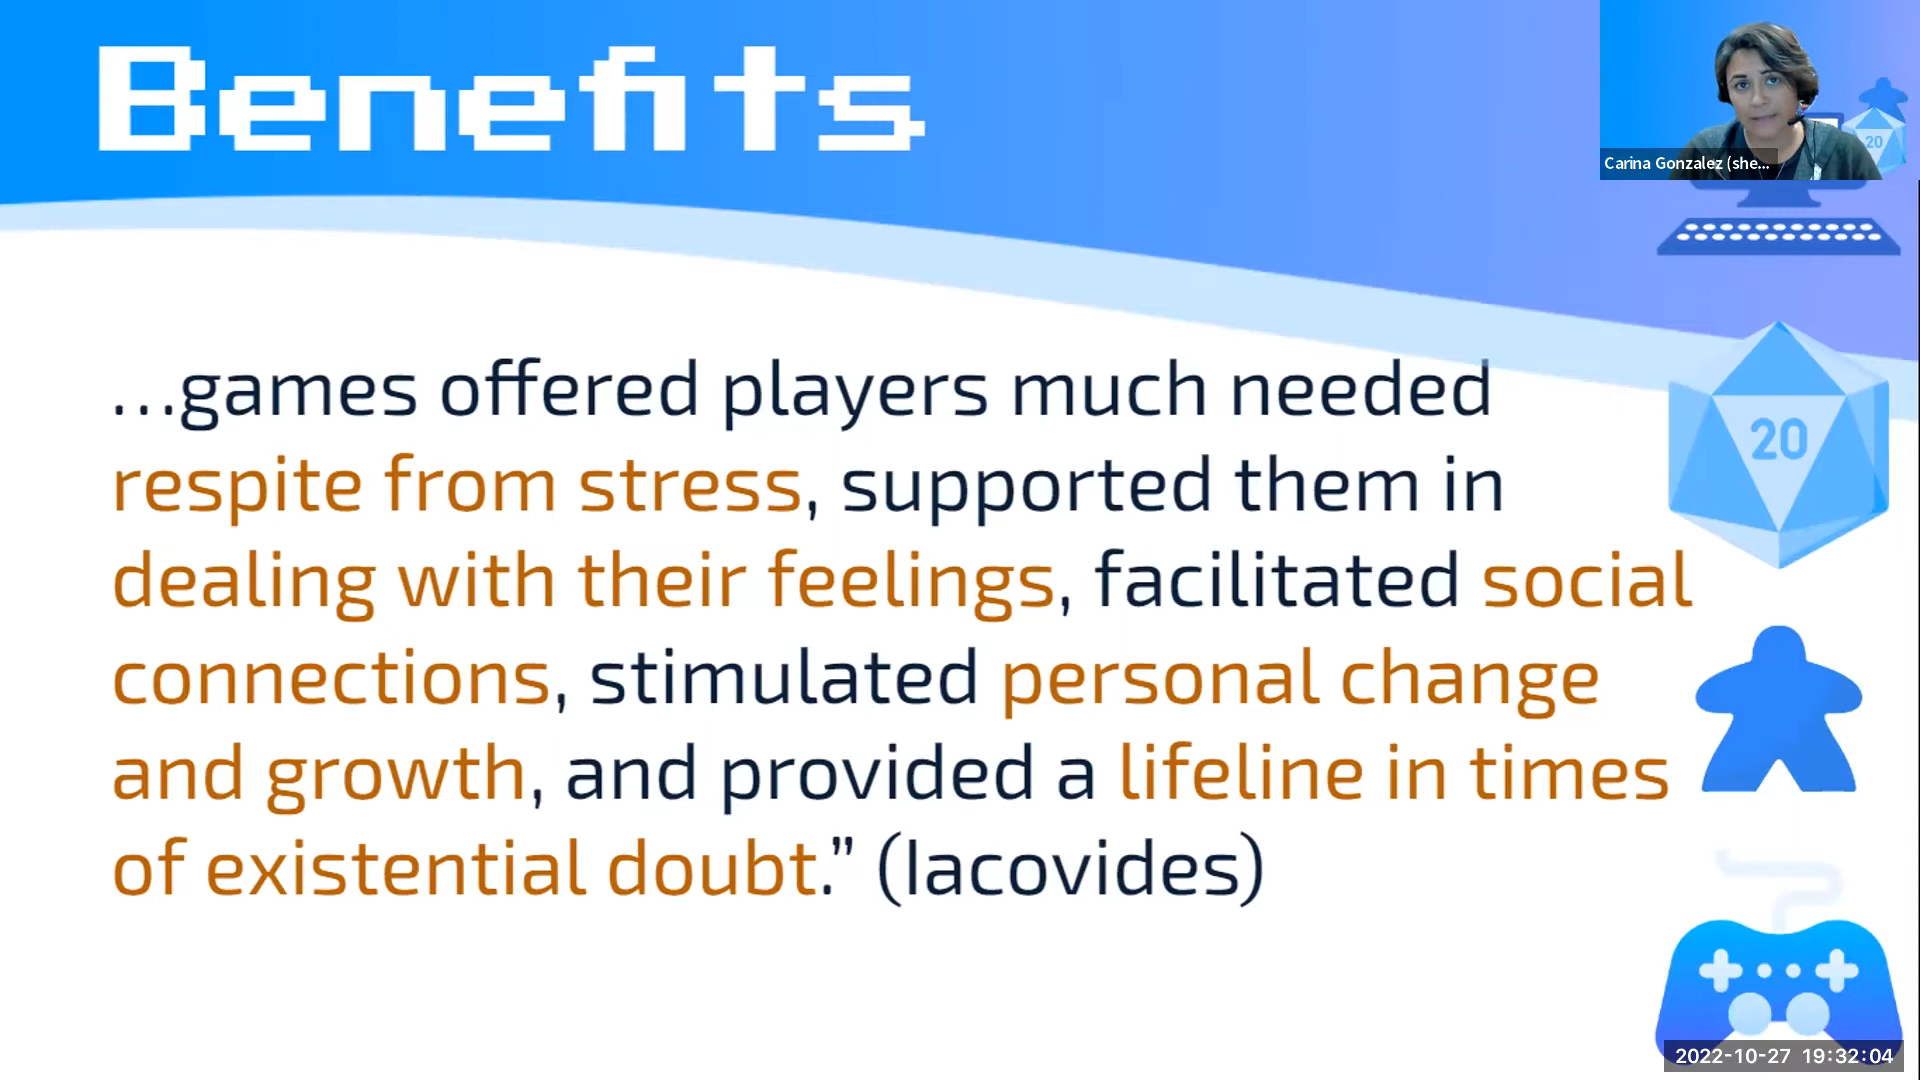 Benefits
Carina Gonzalez (she...
20
…games offered players much needed
20
respite from stress, supported them in
dealing with their feelings, facilitated social
connections, stimulated personal change
and growth, and provided a lifeline in times
of existential doubt.” (Iacovides)
2022-10-27 19:32:04